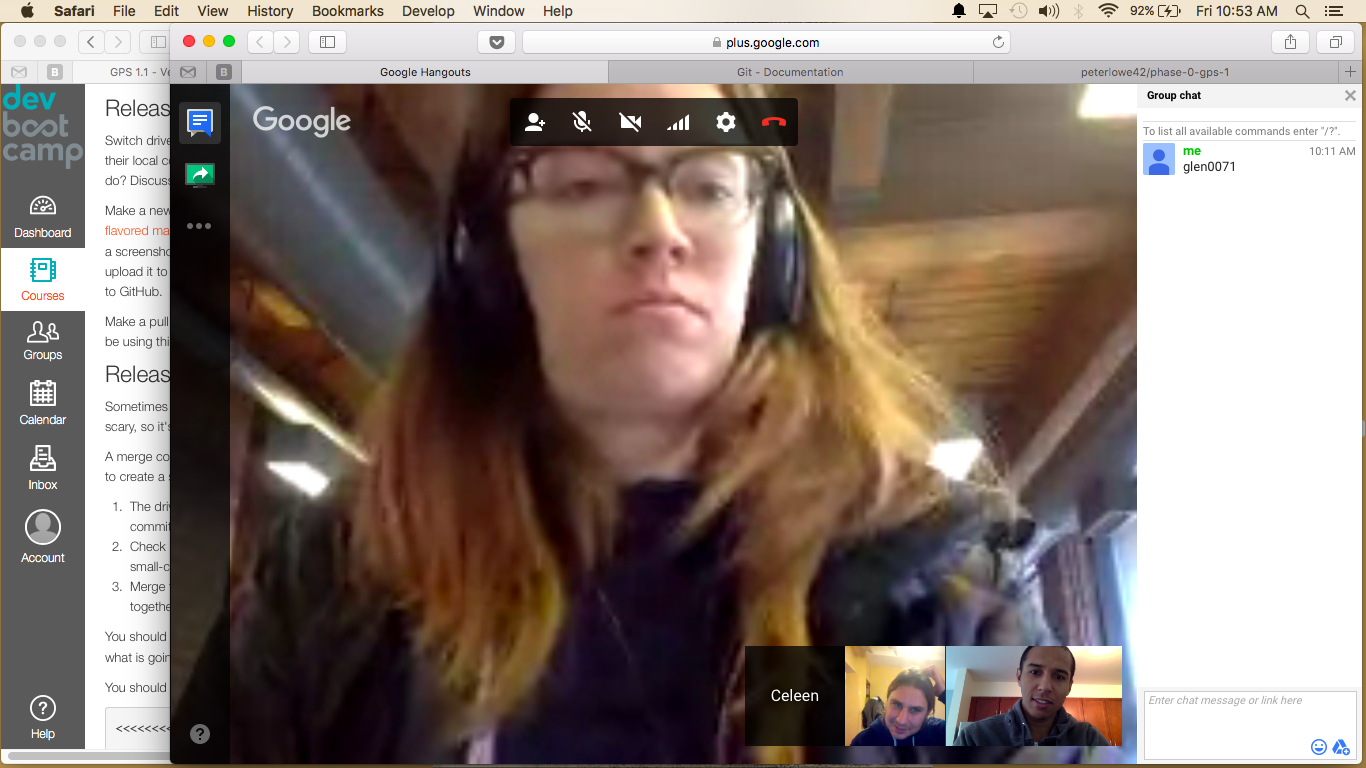 Safari File Edit View History Bookmarks Develop Window Help
92% Fri 10:53 AM
plus.google.com
GPS 1.1 - Ve
B
B
Google Hangouts
Git - Documentation
peterlowe42/phase-0-gps-1
dev
boot
camp
Dashboard
Courses
Groups
Calendar
Inbox
Account
Help
Releas
Switch drive
their local co
do? Discuss
Make a new
flavored ma
a screensho
upload it to
to GitHub.
Make a pull
be using thi
Releas
Sometimes
scary, so it's
A merge co
to create a s
1. The driv
commit
2. Check
small-c
3. Merge
togethe
You should
what is goin
You should
<<<<<<<<
Google
Celeen
Group chat
To list all available commands enter "/?".
me 10:11 AM
glen0071
Enter chat message or link here